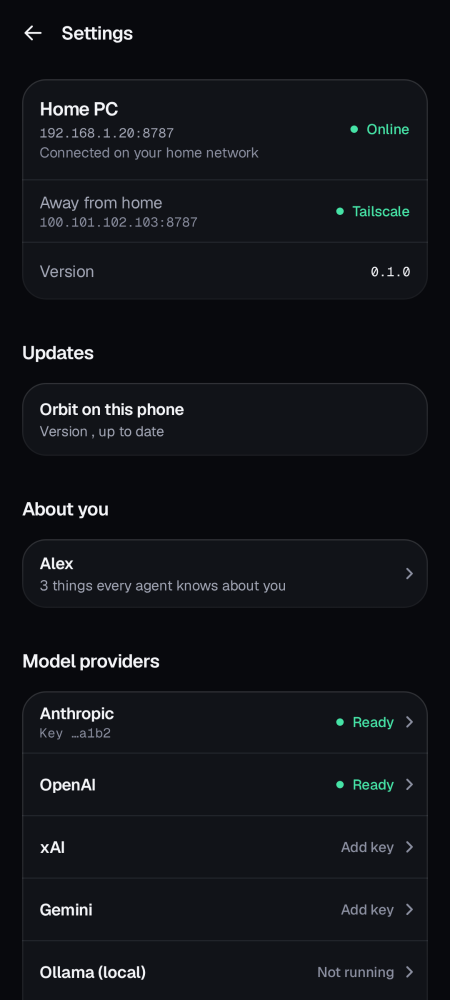 Settings
Home PC
192.168.1.20:8787
Online
Connected on your home network
Away from home
100.101.102.103:8787
Tailscale
Version
0.1.0
Updates
Orbit on this phone
Version , up to date
About you
Alex
3 things every agent knows about you
Model providers
Anthropic
Key …a1b2
Ready
OpenAI
Ready
xAI
Add key
Gemini
Add key
Ollama (local)
Not running